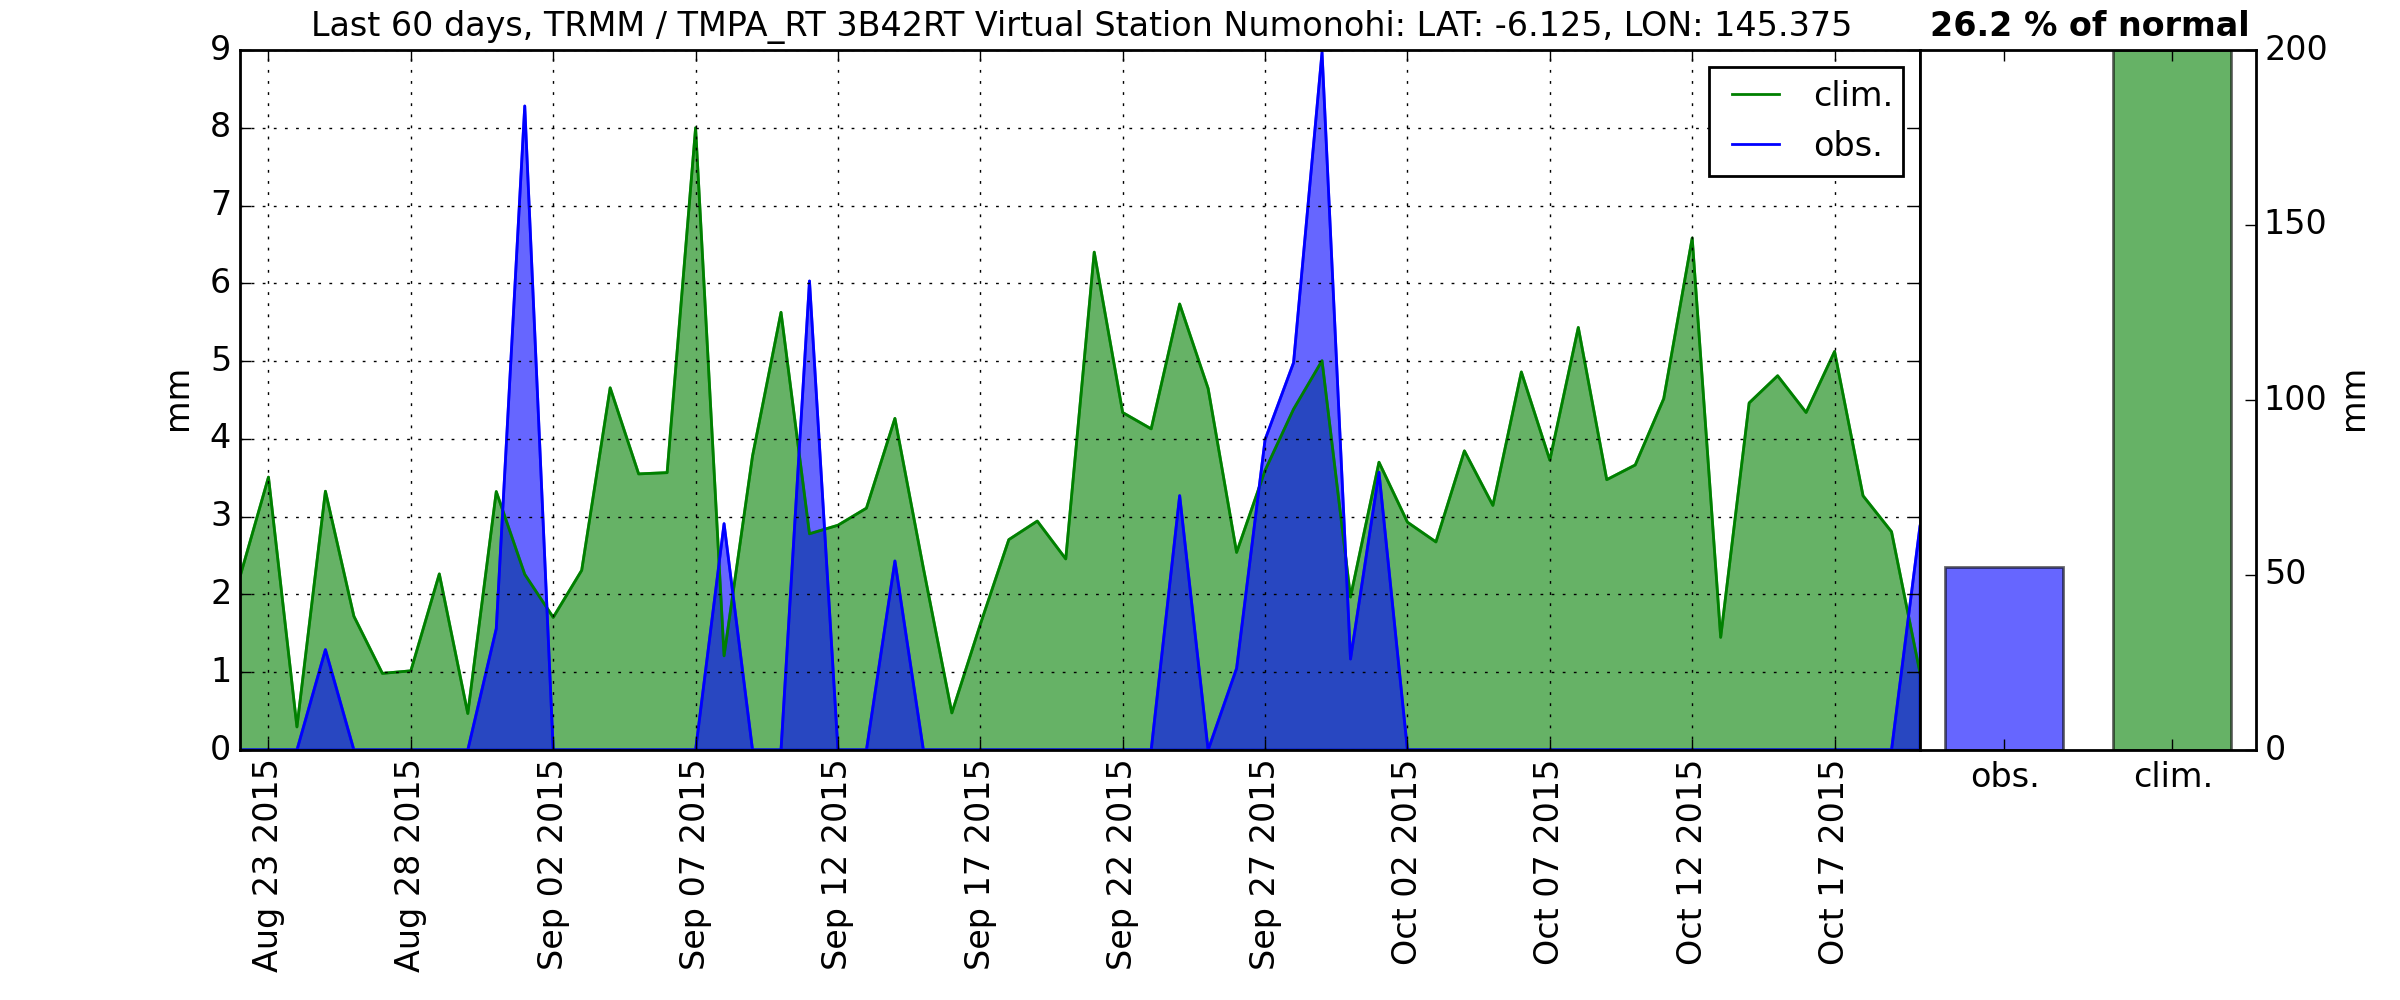 Last 60 days, TRMM / TMPA_RT 3B42RT Virtual Station Numonohi: LAT: -6.125, LON: 145.375
26.2 % of normal
clim.
obs.
mm
9
8
7
6
5
4
3
2
1
0
Aug 23 2015
Aug 28 2015
Sep 02 2015
Sep 07 2015
Sep 12 2015
Sep 17 2015
Sep 22 2015
Sep 27 2015
Oct 02 2015
Oct 07 2015
Oct 12 2015
Oct 17 2015
obs.
clim.
200
150
100
50
0
mm